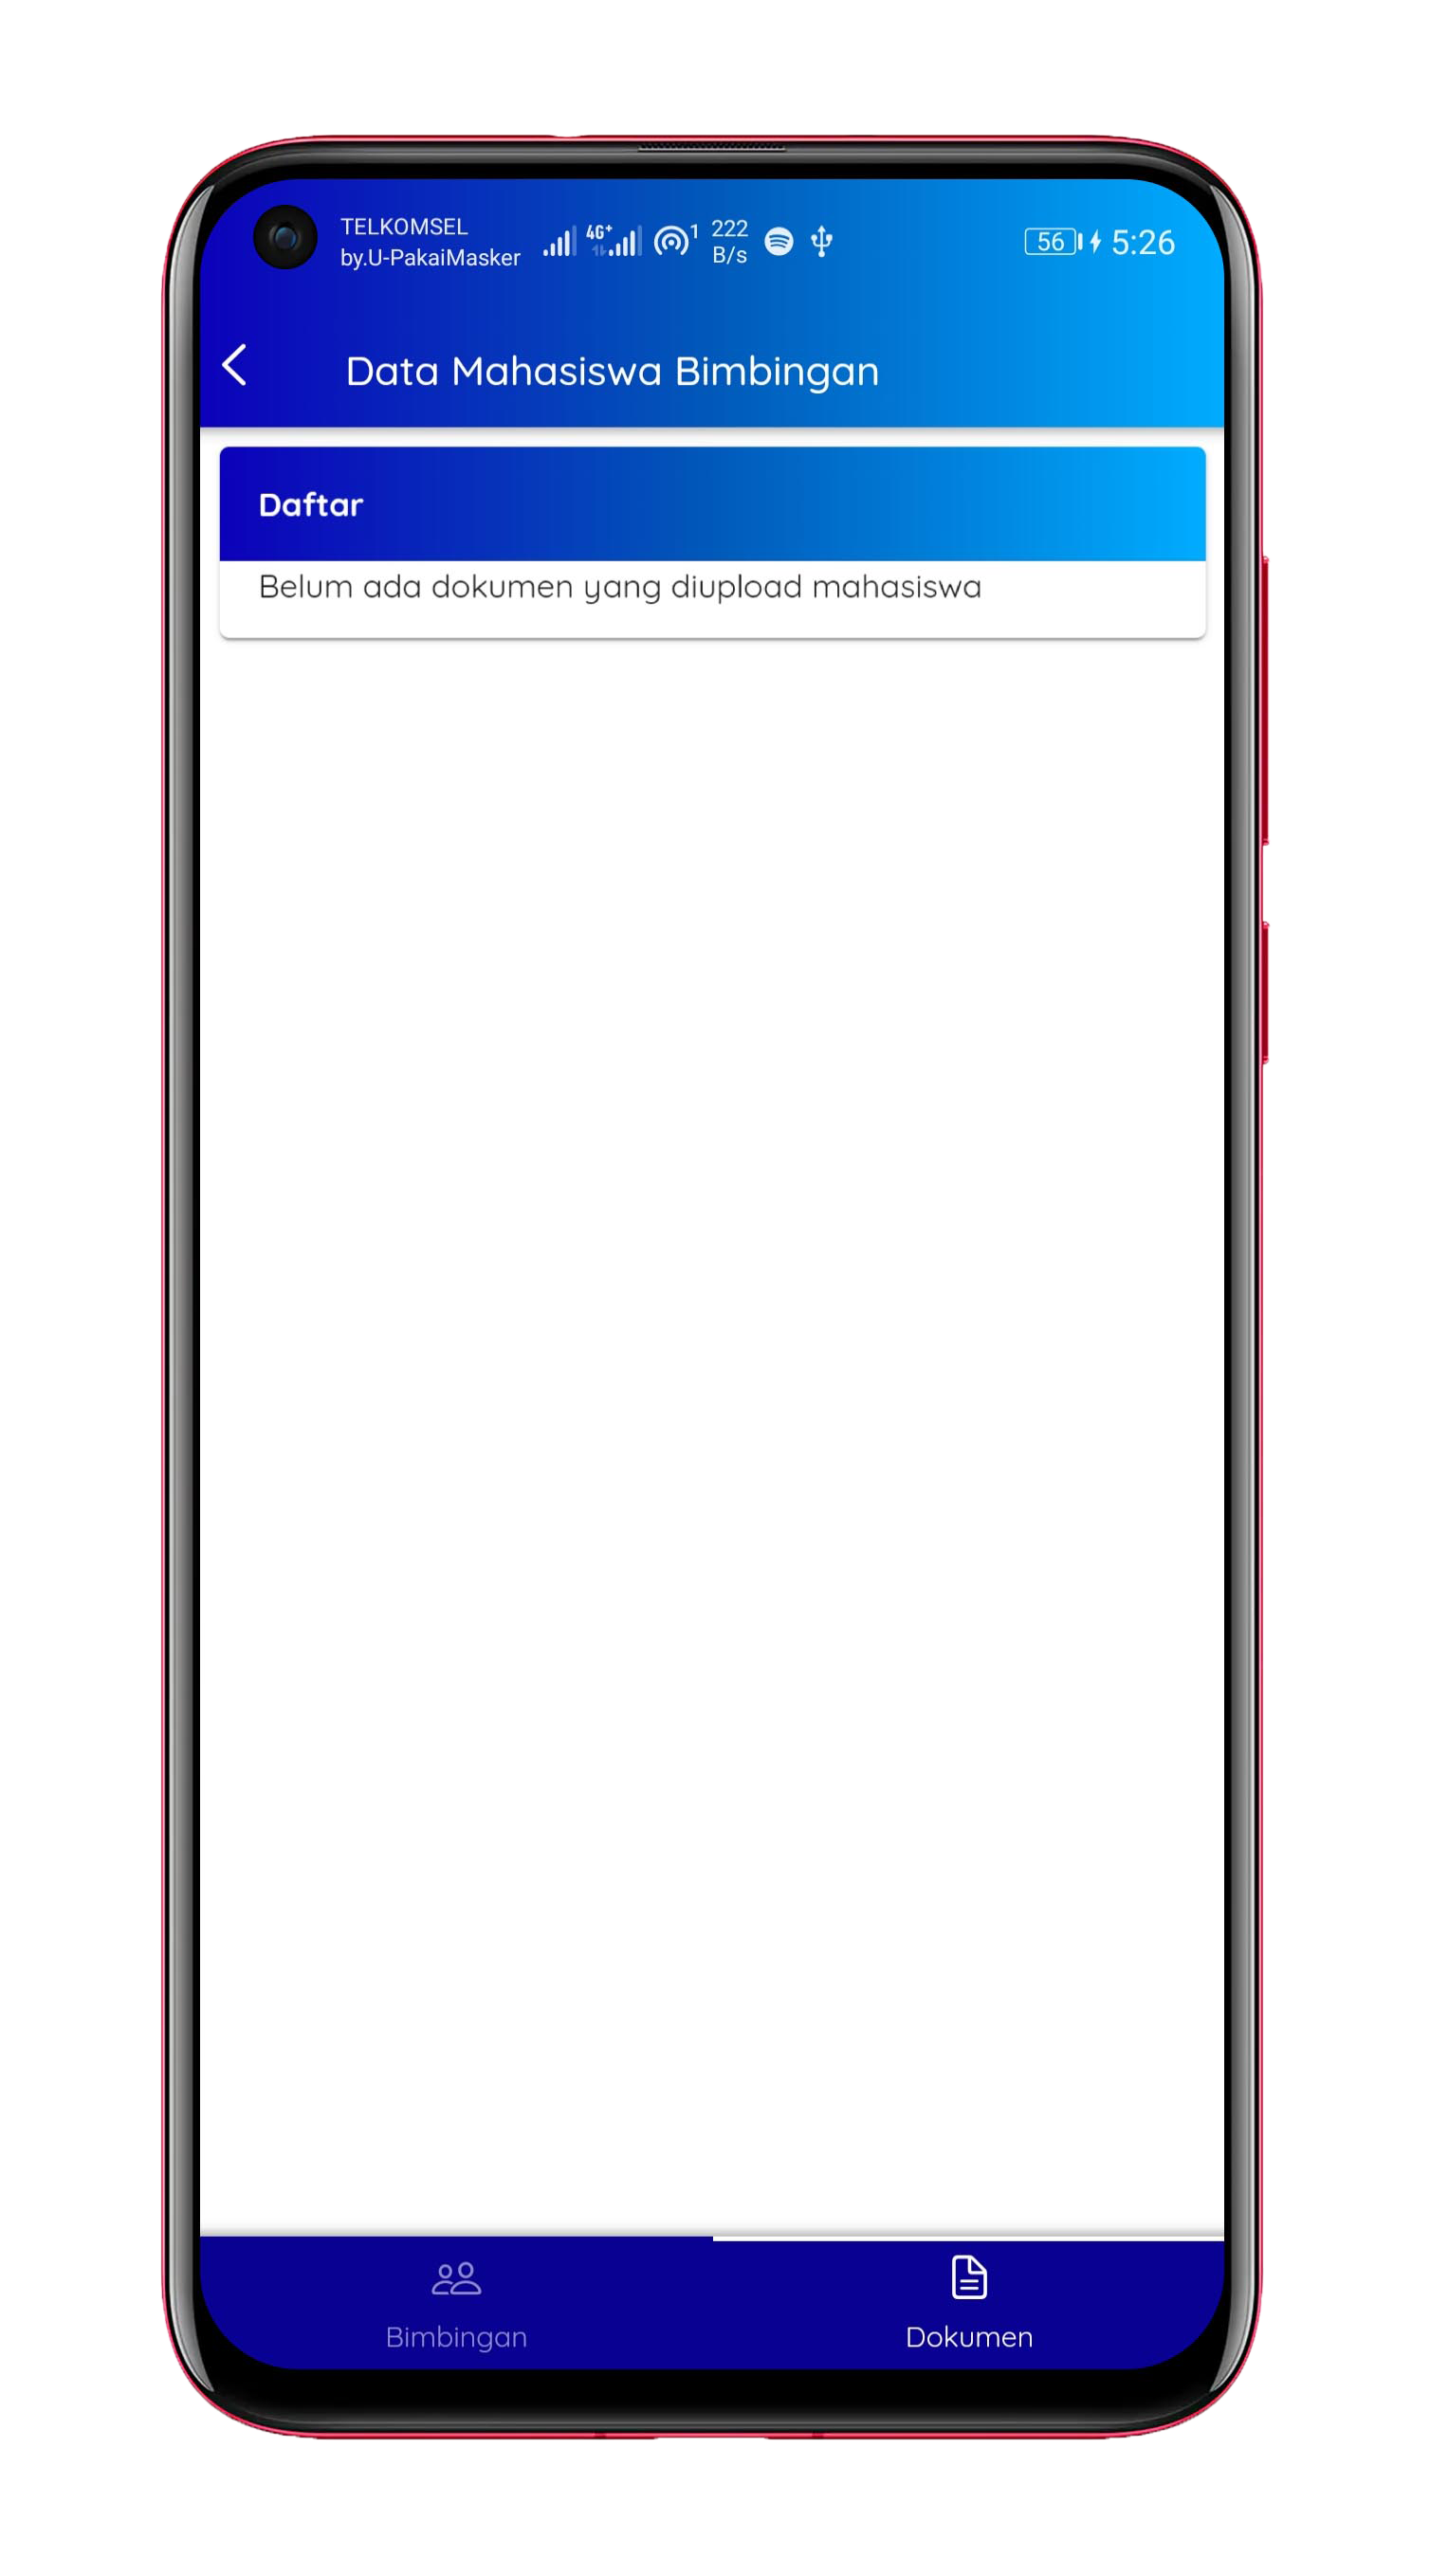 TELKOMSEL
by.U-PakaiMasker
4G+
1
222
B/s
56
5:26
Data Mahasiswa Bimbingan
Daftar
Belum ada dokumen yang diupload mahasiswa
Bimbingan
Dokumen